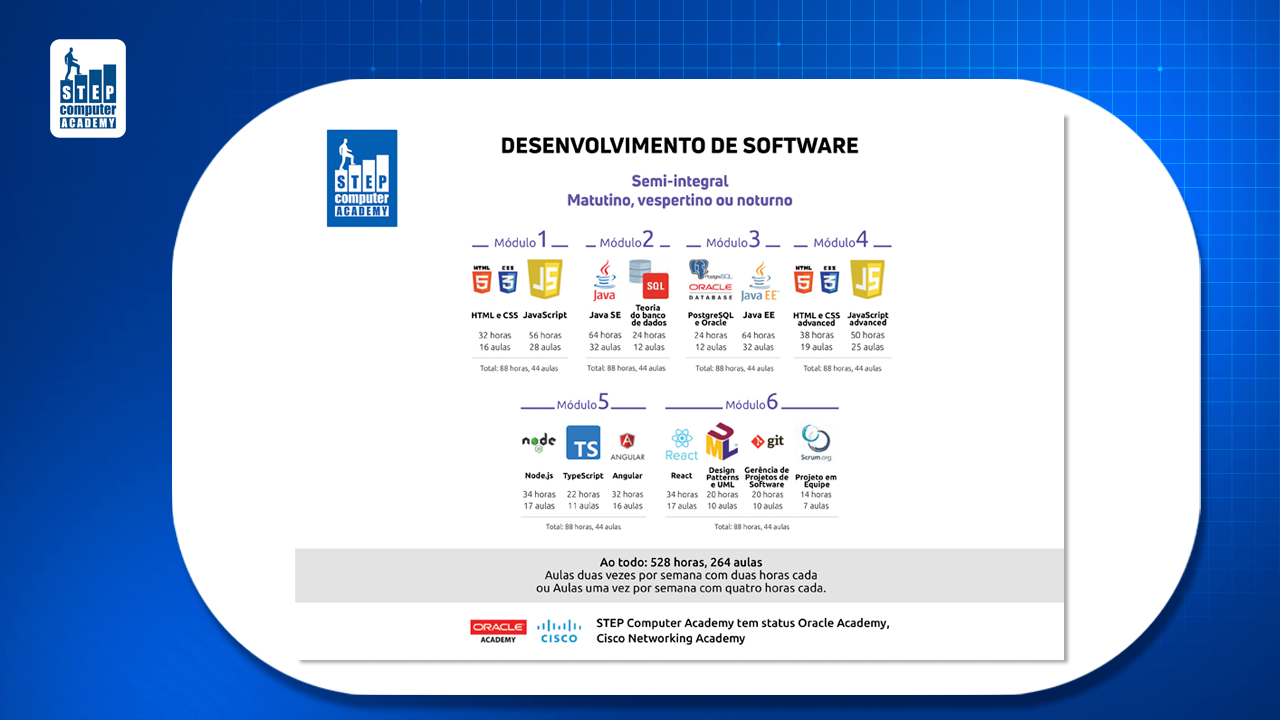 STEP
computer
ACADEMY
STEP
computer
ACADEMY
DESENVOLVIMENTO DE SOFTWARE
Semi-integral
Matutino, vespertino ou noturno
Módulo1
HTML
5
CSS
3
JS
HTML e CSS
JavaScript
32 horas
56 horas
16 aulas
28 aulas
Total: 88 horas, 44 aulas
Módulo2
Java
SQL
Java SE
Teoria
do banco
de dados
64 horas
24 horas
32 aulas
12 aulas
Total: 88 horas, 44 aulas
Módulo3
PostgreSQL
ORACLE
DATABASE
Java EE
PostgreSQL
e Oracle
Java EE
24 horas
64 horas
12 aulas
32 aulas
Total: 88 horas, 44 aulas
Módulo4
HTML
5
CSS
3
JS
HTML e CSS
advanced
JavaScript
advanced
38 horas
50 horas
19 aulas
25 aulas
Total: 88 horas, 44 aulas
Módulo5
node
TS
A
ANGULAR
Node.js
TypeScript
Angular
34 horas
22 horas
32 horas
17 aulas
11 aulas
16 aulas
Total: 88 horas, 44 aulas
Módulo6
React
UML
git
Scrum.org
React
Design
Patterns
e UML
Gerência de
Projetos de
Software
Projeto em
Equipe
34 horas
20 horas
20 horas
14 horas
17 aulas
10 aulas
10 aulas
7 aulas
Total: 88 horas, 44 aulas
Ao todo: 528 horas, 264 aulas
Aulas duas vezes por semana com duas horas cada
ou Aulas uma vez por semana com quatro horas cada.
ORACLE
ACADEMY
CISCO
STEP Computer Academy tem status Oracle Academy,
Cisco Networking Academy